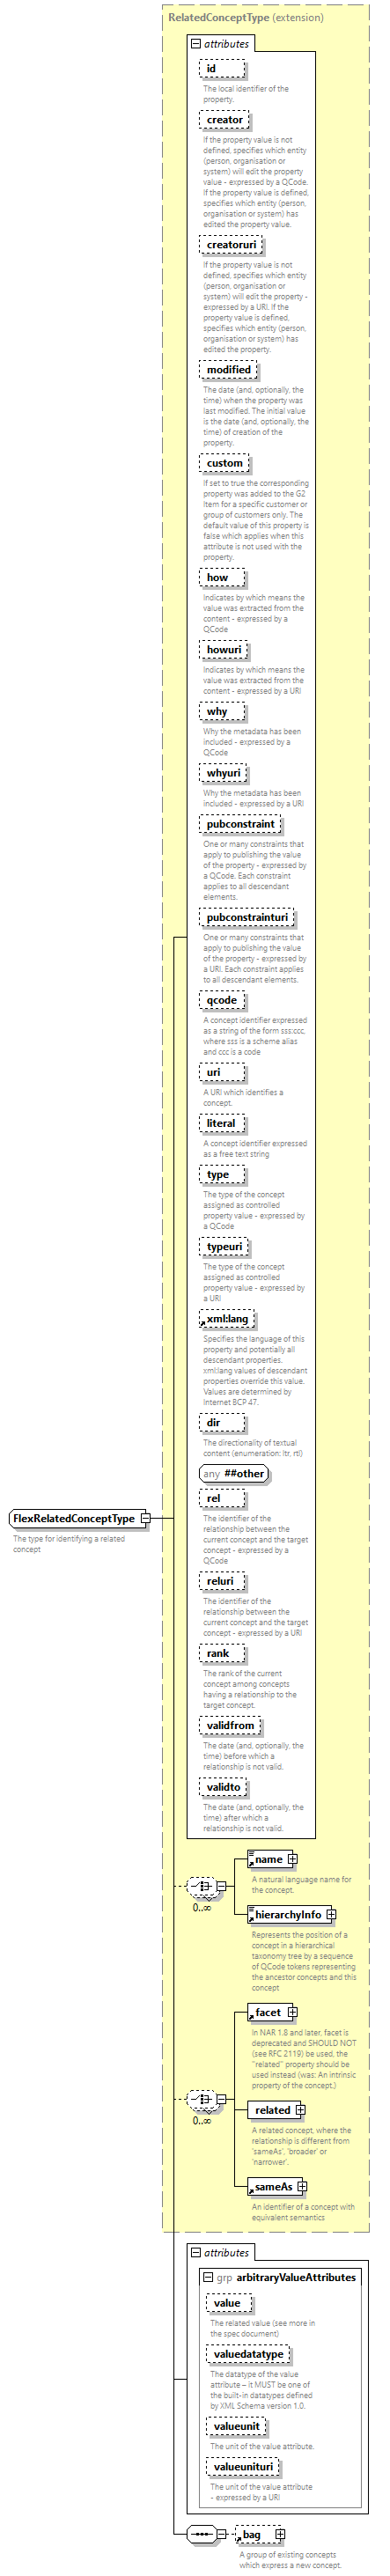 RelatedConceptType (extension)
attributes
id
The local identifier of the
property.
creator
If the property value is not
defined, specifies which entity
(person, organisation or
system) will edit the property
value - expressed by a QCode.
If the property value is defined,
specifies which entity (person,
organisation or system) has
edited the property value.
creatoruri
If the property value is not
defined, specifies which entity
(person, organisation or
system) will edit the property -
expressed by a URI. If the
property value is defined,
specifies which entity (person,
organisation or system) has
edited the property.
modified
The date (and, optionally, the
time) when the property was
last modified. The initial value
is the date (and, optionally, the
time) of creation of the
property.
custom
If set to true the corresponding
property was added to the G2
Item for a specific customer or
group of customers only. The
default value of this property is
false which applies when this
attribute is not used with the
property.
how
Indicates by which means the
value was extracted from the
content - expressed by a
QCode
howuri
Indicates by which means the
value was extracted from the
content - expressed by a URI
why
Why the metadata has been
included - expressed by a
QCode
whyuri
Why the metadata has been
included - expressed by a URI
pubconstraint
One or many constraints that
apply to publishing the value
of the property - expressed by
a QCode. Each constraint
applies to all descendant
elements.
pubconstrainturi
One or many constraints that
apply to publishing the value
of the property - expressed by
a URI. Each constraint applies
to all descendant elements.
qcode
A concept identifier expressed
as a string of the form sss:ccc,
where sss is a scheme alias
and ccc is a code
uri
A URI which identifies a
concept.
literal
A concept identifier expressed
as a free text string
type
The type of the concept
assigned as controlled
property value - expressed by
a QCode
typeuri
The type of the concept
assigned as controlled
property value - expressed by
a URI
xml:lang
Specifies the language of this
property and potentially all
descendant properties.
xml:lang values of descendant
properties override this value.
Values are determined by
Internet BCP 47.
dir
The directionality of textual
content (enumeration: ltr, rtl)
any ##other
rel
The identifier of the
relationship between the
current concept and the target
concept - expressed by a
QCode
reluri
The identifier of the
relationship between the
current concept and the target
concept - expressed by a URI
rank
The rank of the current
concept among concepts
having a relationship to the
target concept.
validfrom
The date (and, optionally, the
time) before which a
relationship is not valid.
validto
The date (and, optionally, the
time) after which a
relationship is not valid.
FlexRelatedConceptType
The type for identifying a related
concept
0..∞
name
A natural language name for
the concept.
hierarchyInfo
Represents the position of a
concept in a hierarchical
taxonomy tree by a sequence
of QCode tokens representing
the ancestor concepts and this
concept
0..∞
facet
In NAR 1.8 and later, facet is
deprecated and SHOULD NOT
(see RFC 2119) be used, the
"related" property should be
used instead (was: An intrinsic
property of the concept.)
related
A related concept, where the
relationship is different from
'sameAs', 'broader' or
'narrower'.
sameAs
An identifier of a concept with
equivalent semantics
attributes
grp arbitraryValueAttributes
value
The related value (see more in
the spec document)
valuedatatype
The datatype of the value
attribute – it MUST be one of
the built-in datatypes defined
by XML Schema version 1.0.
valueunit
The unit of the value attribute.
valueunituri
The unit of the value attribute
- expressed by a URI
bag
A group of existing concepts
which express a new concept.